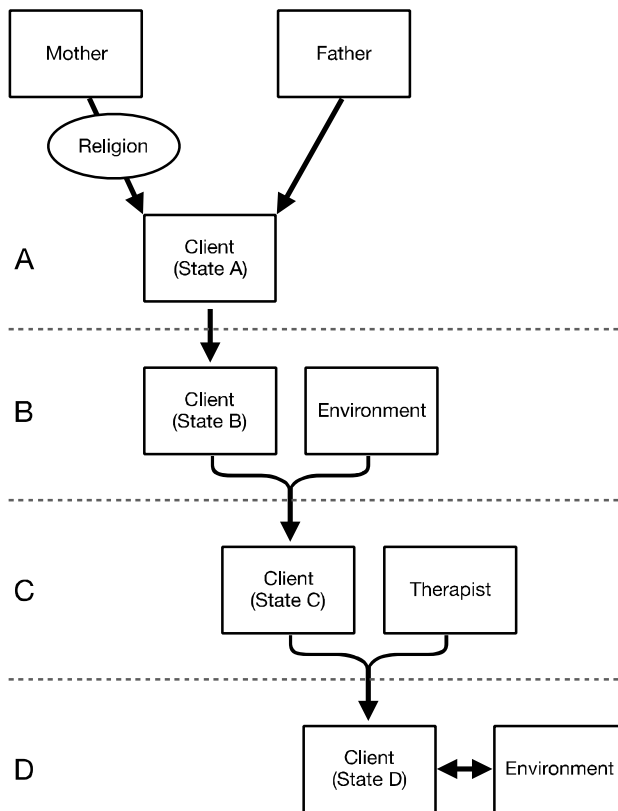 Mother
Father
Religion
A
Client
(State A)
B
Client
(State B)
Environment
C
Client
(State C)
Therapist
D
Client
(State D)
Environment